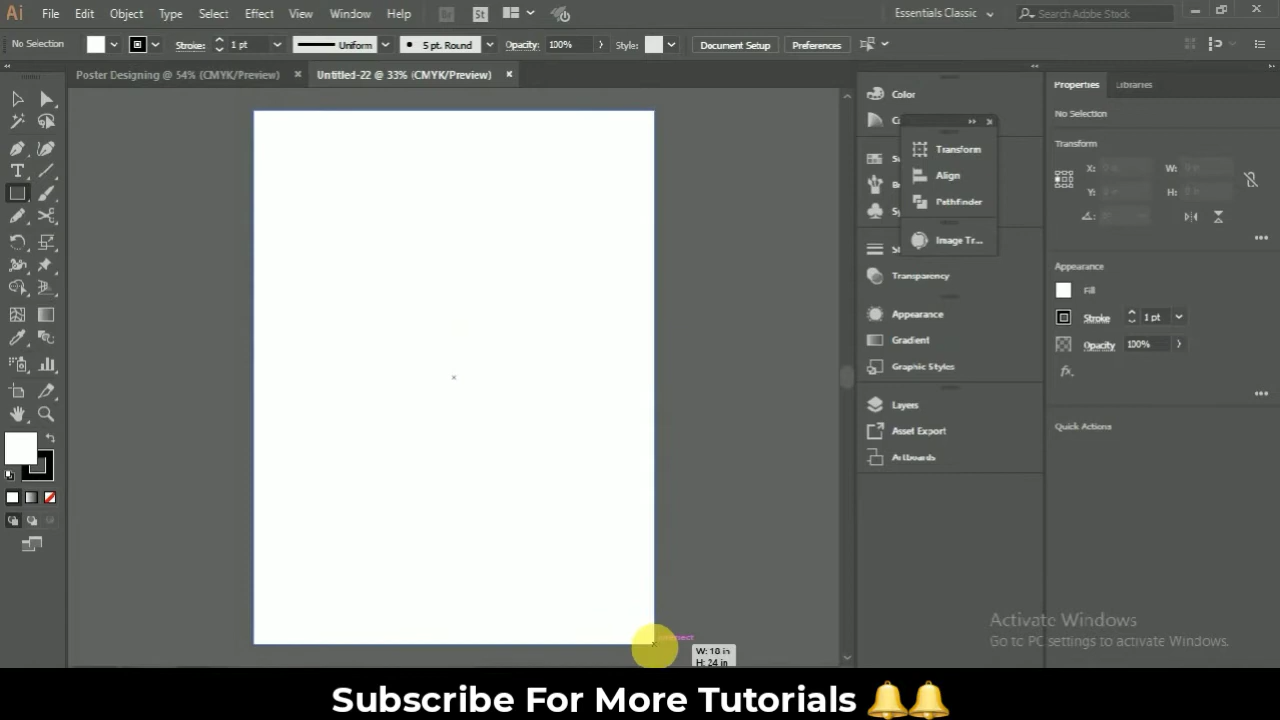 Ai File Edit Object Type Select Effect View Window Help Br St Essentials Classic Search Adobe Stock
No Selection Stroke: 1 pt Uniform 5 pt. Round Opacity: 100% Style: Document Setup Preferences
Poster Designing @ 54% (CMYK/Preview) × Untitled-22 @ 33% (CMYK/Preview) ×
Color
Transform
Align
Pathfinder
Image Tr...
Transparency
Appearance
Gradient
Graphic Styles
Layers
Asset Export
Artboards
Properties Libraries
No Selection
Transform
X: W:
Y: H:
Appearance
Fill
Stroke 1 pt
Opacity 100%
fx.
Quick Actions
W: 18 in
H: 24 in
Activate Windows
Go to PC settings to activate Windows.
Subscribe For More Tutorials 🔔🔔